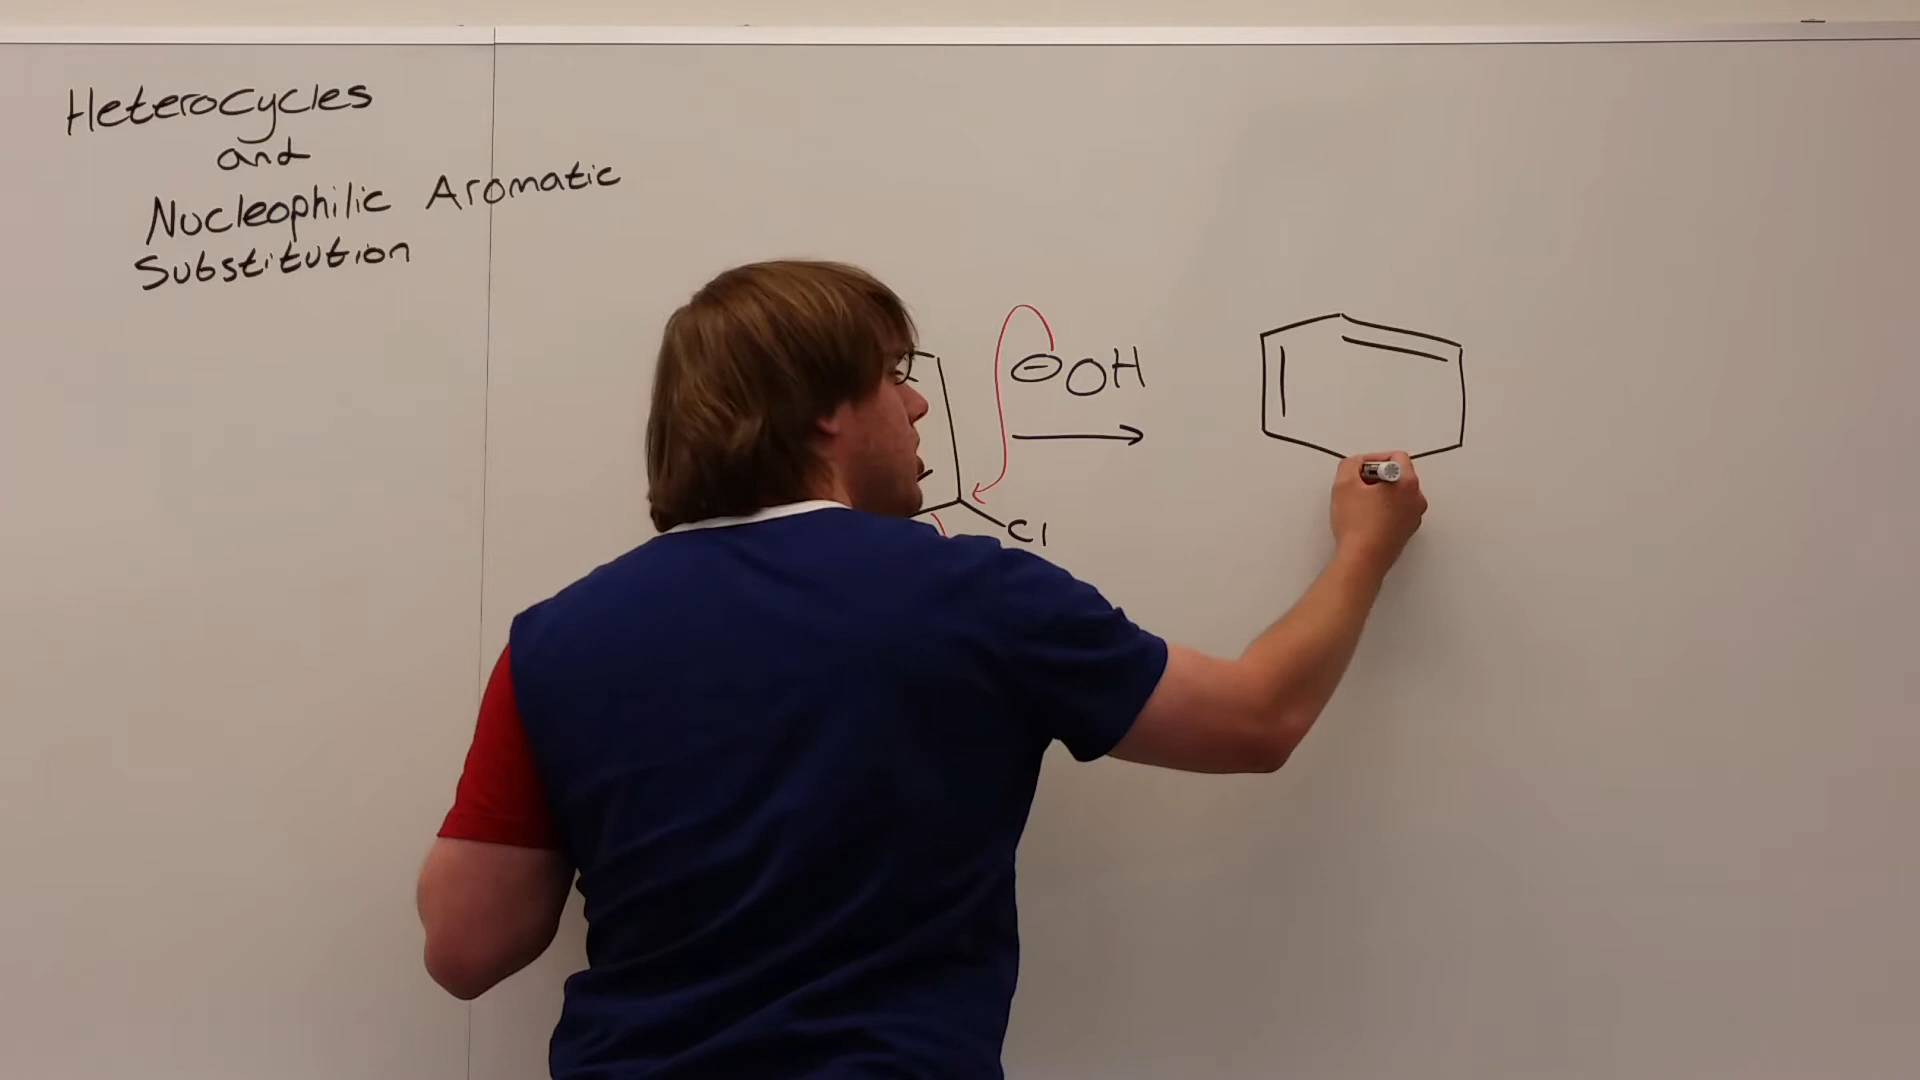 Heterocycles
and
Nucleophilic Aromatic
Substitution
⊖OH
Cl